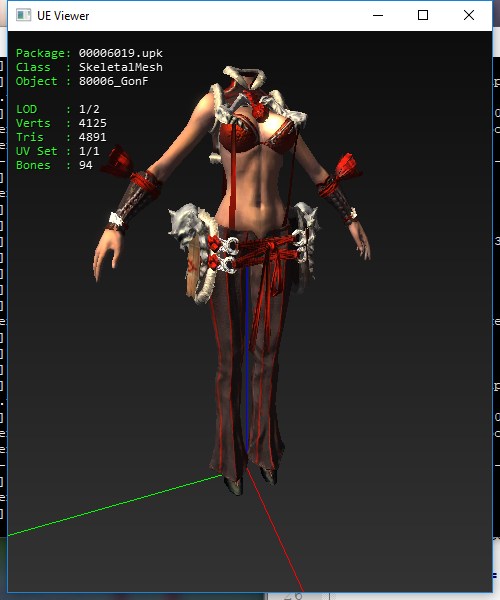 UE Viewer
Package: 00006019.upk
Class : SkeletalMesh
Object : 80006_GonF
LOD : 1/2
Verts : 4125
Tris : 4891
UV Set : 1/1
Bones : 94